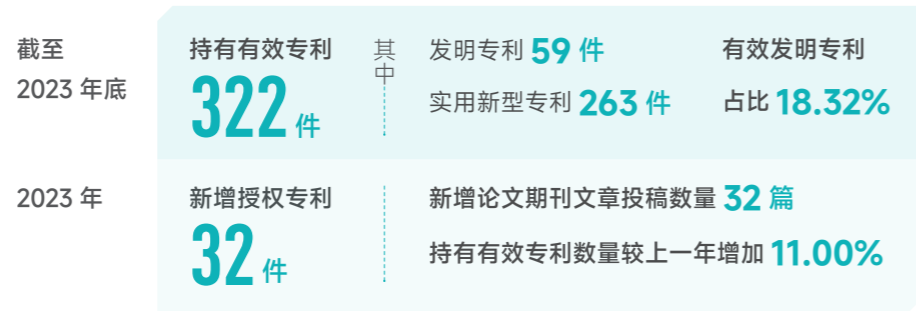 截至
2023 年底
持有有效专利
322 件
其中
发明专利 59 件
实用新型专利 263 件
有效发明专利
占比 18.32%
2023 年
新增授权专利
32 件
新增论文期刊文章投稿数量 32 篇
持有有效专利数量较上一年增加 11.00%